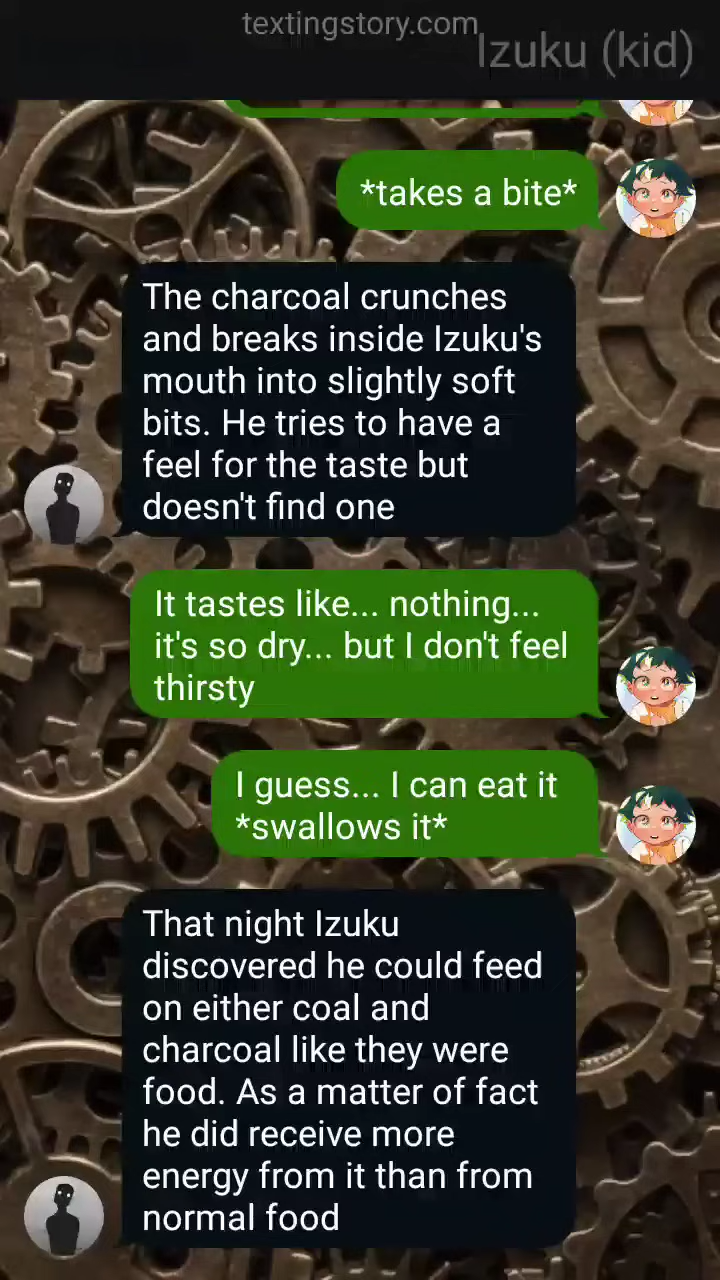 textingstory.com
Izuku (kid)
*takes a bite*
The charcoal crunches
and breaks inside Izuku's
mouth into slightly soft
bits. He tries to have a
feel for the taste but
doesn't find one
It tastes like... nothing...
it's so dry... but I don't feel
thirsty
I guess... I can eat it
*swallows it*
That night Izuku
discovered he could feed
on either coal and
charcoal like they were
food. As a matter of fact
he did receive more
energy from it than from
normal food